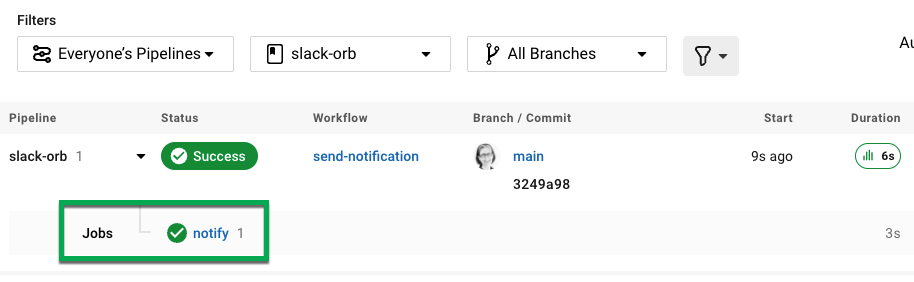 Filters
Everyone's Pipelines slack-orb All Branches
Au
Pipeline Status Workflow Branch / Commit Start Duration
slack-orb 1 Success send-notification main 9s ago 6s
3249a98
Jobs notify 1 3s